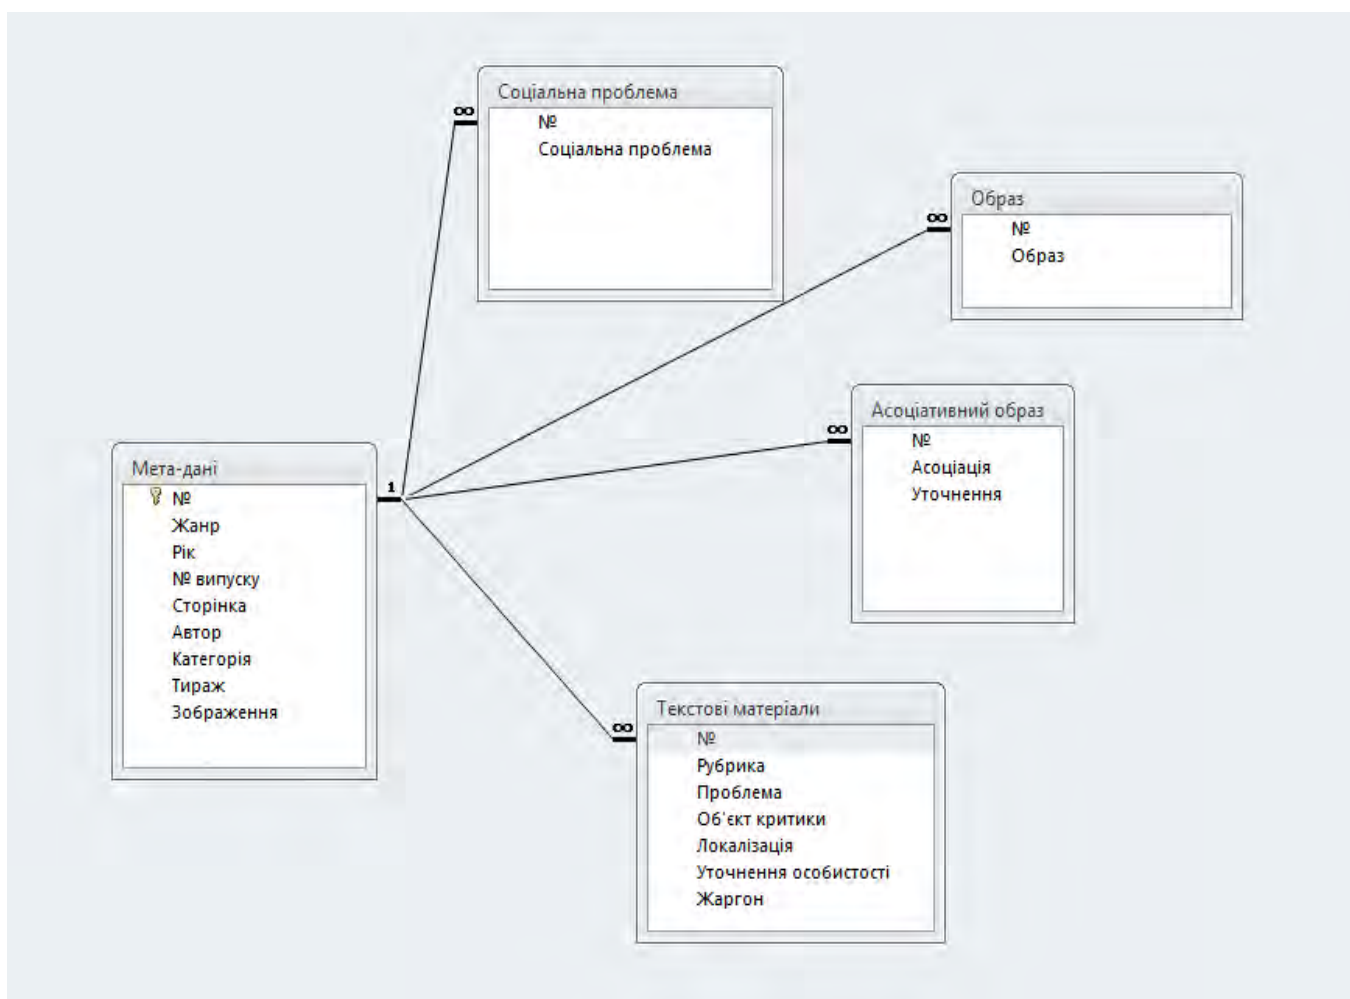 Соціальна проблема
∞
№
Соціальна проблема
Образ
∞
№
Образ
Асоціативний образ
∞
№
Асоціація
Уточнення
Мета-дані
1
№
Жанр
Рік
№ випуску
Сторінка
Автор
Категорія
Тираж
Зображення
Текстові матеріали
∞
№
Рубрика
Проблема
Об'єкт критики
Локалізація
Уточнення особистості
Жаргон